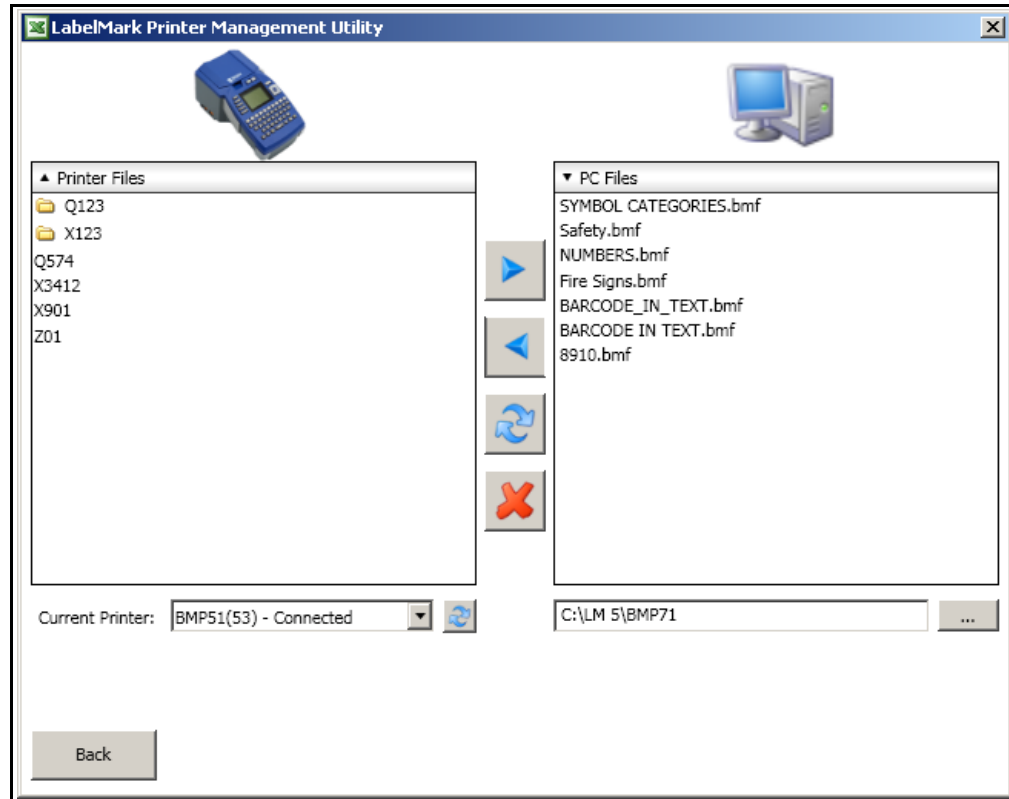 LabelMark Printer Management Utility
▲ Printer Files
Q123
X123
Q574
X3412
X901
Z01
▼ PC Files
SYMBOL CATEGORIES.bmf
Safety.bmf
NUMBERS.bmf
Fire Signs.bmf
BARCODE_IN_TEXT.bmf
BARCODE IN TEXT.bmf
8910.bmf
Current Printer: BMP51(53) - Connected
C:\LM 5\BMP71
...
Back